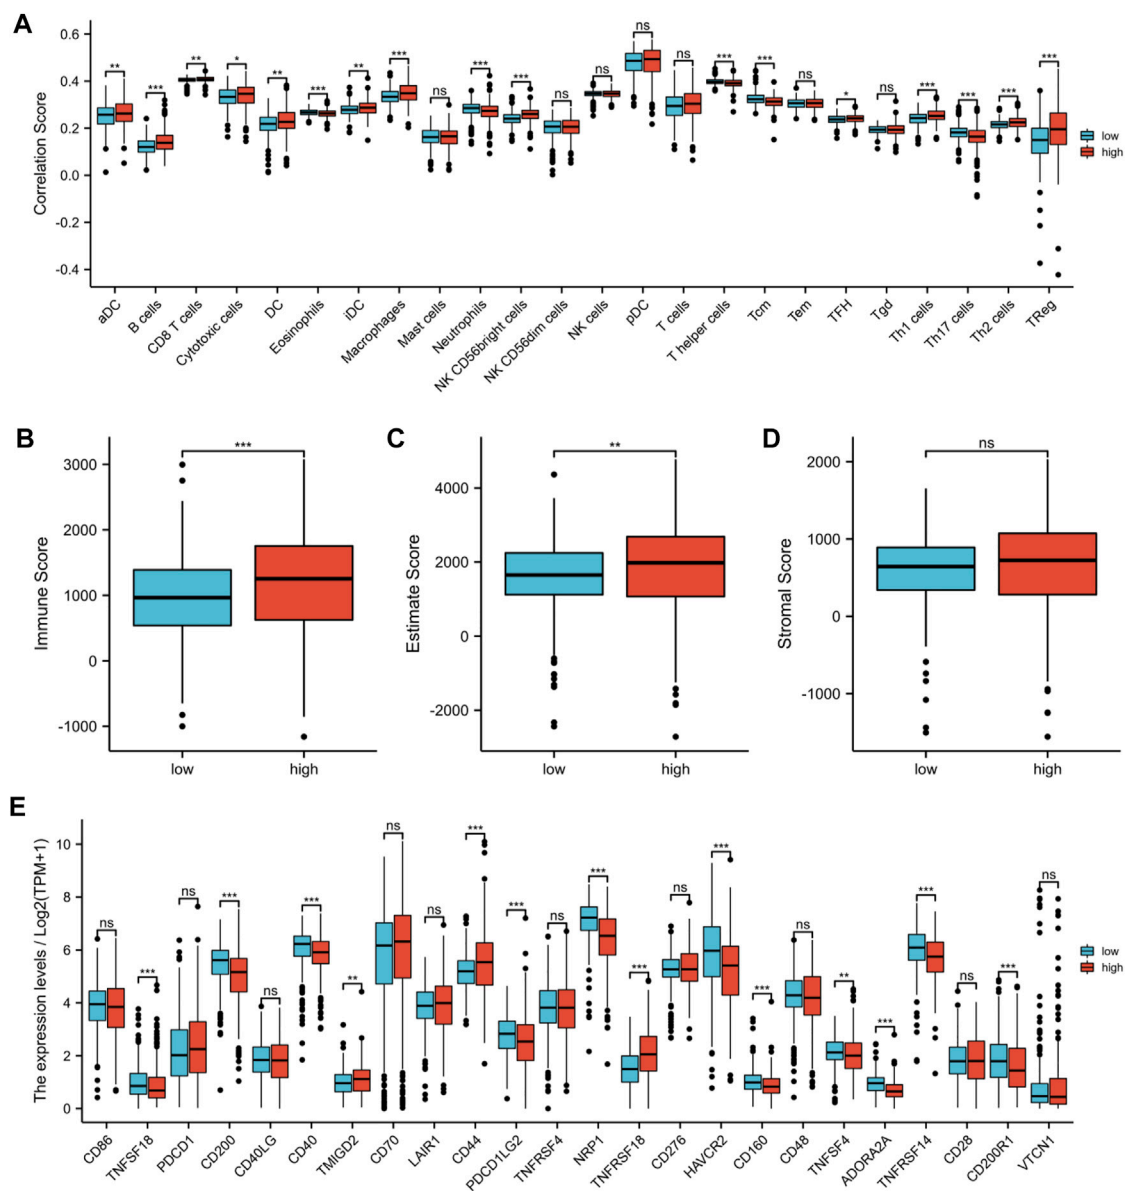 A
Correlation Score
0.6
0.4
0.2
0.0
-0.2
-0.4
** *** ** * ** *** ** *** ns *** *** ns ns ns ns *** *** ns * ns *** *** *** ***
low
high
aDC
B cells
CD8 T cells
Cytotoxic cells
DC
Eosinophils
iDC
Macrophages
Mast cells
Neutrophils
NK CD56bright cells
NK CD56dim cells
NK cells
pDC
T cells
T helper cells
Tcm
Tem
TFH
Tgd
Th1 cells
Th17 cells
Th2 cells
TReg
B
Immune Score
3000
2000
1000
0
-1000
***
low high
C
Estimate Score
4000
2000
0
-2000
**
low high
D
Stromal Score
2000
1000
0
-1000
ns
low high
E
The expression levels / Log2(TPM+1)
10
8
6
4
2
0
ns *** ns *** ns *** ** ns ns *** *** ns *** *** ns *** *** ns ** *** *** ns *** ns
low
high
CD86
TNFSF18
PDCD1
CD200
CD40LG
CD40
TMIGD2
CD70
LAIR1
CD44
PDCD1LG2
TNFRSF4
NRP1
TNFRSF18
CD276
HAVCR2
CD160
CD48
TNFSF4
ADORA2A
TNFRSF14
CD28
CD200R1
VTCN1